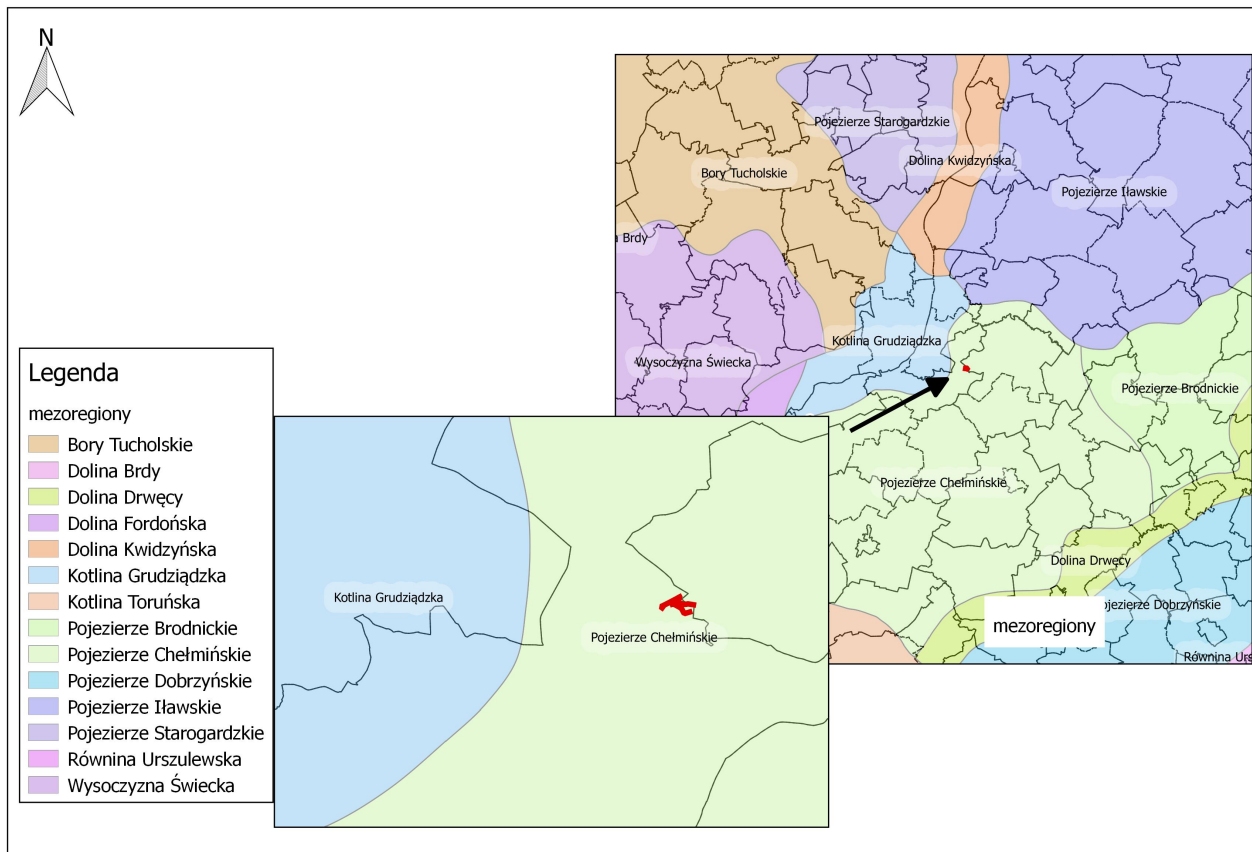 N
Legenda
mezoregiony
Bory Tucholskie
Dolina Brdy
Dolina Drwęcy
Dolina Fordońska
Dolina Kwidzyńska
Kotlina Grudziądzka
Kotlina Toruńska
Pojezierze Brodnickie
Pojezierze Chełmińskie
Pojezierze Dobrzyńskie
Pojezierze Iławskie
Pojezierze Starogardzkie
Równina Urszulewska
Wysoczyzna Świecka
Pojezierze Starogardzkie
Dolina Kwidzyńska
Bory Tucholskie
Pojezierze Iławskie
a Brdy
Kotlina Grudziądzka
Wysoczyzna Świecka
Pojezierze Brodnickie
Pojezierze Chełmińskie
Dolina Drwęcy
ojezierze Dobrzyńskie
mezoregiony
Równina Urs
Kotlina Grudziądzka
Pojezierze Chełmińskie